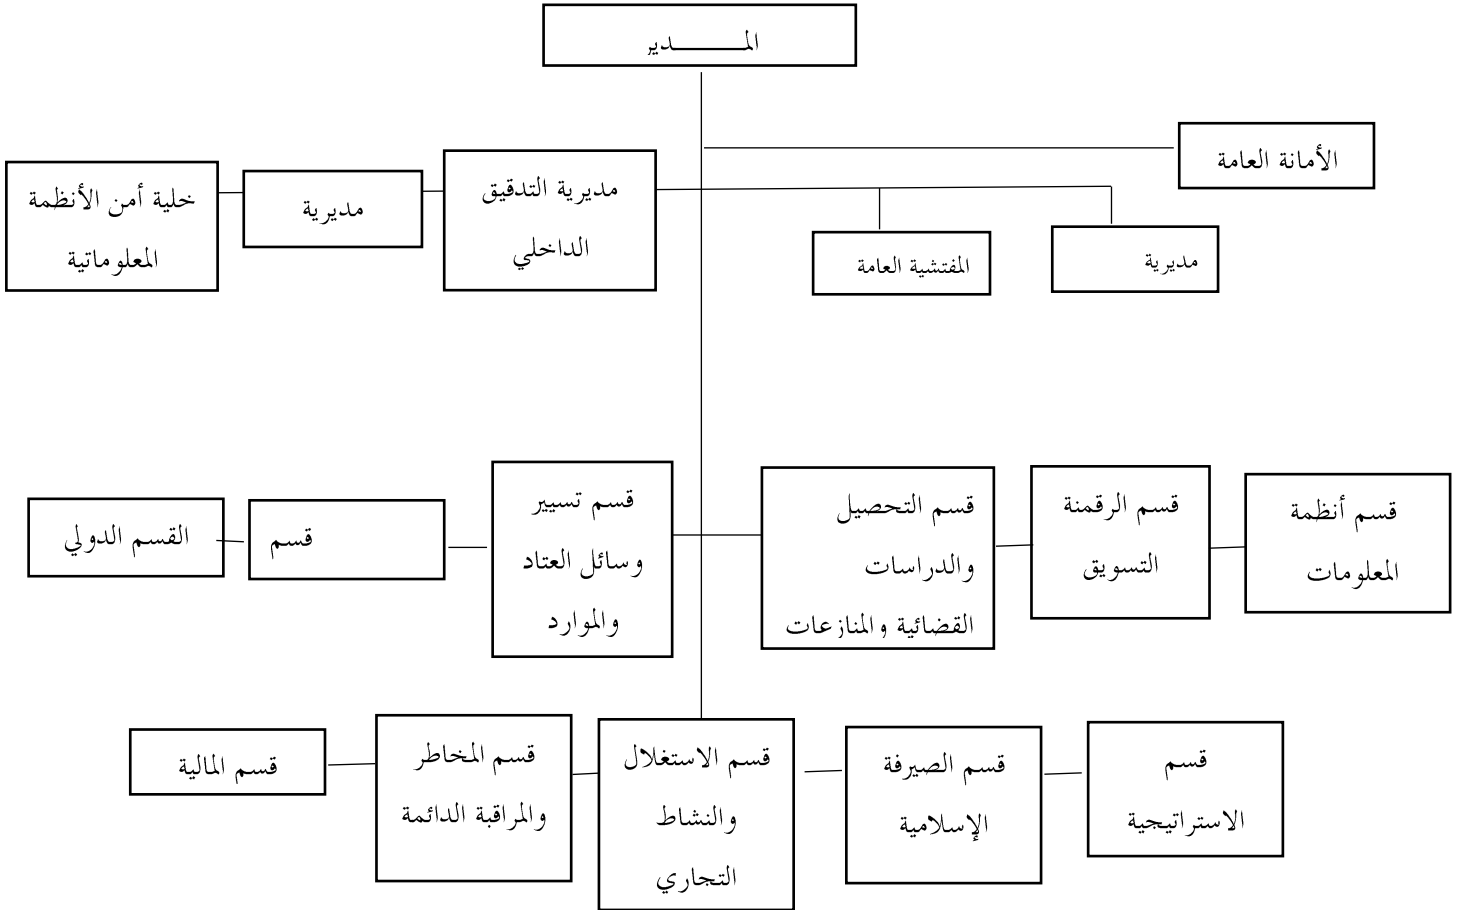 المـــــدير
الأمانة العامة
مديرية
المفتشية العامة
مديرية التدقيق
الداخلي
مديرية
خلية أمن الأنظمة
المعلوماتية
قسم أنظمة
المعلومات
قسم الرقمنة
التسويق
قسم التحصيل
والدراسات
القضائية والمنازعات
قسم تسيير
وسائل العتاد
والموارد
قسم
القسم الدولي
قسم
الاستراتيجية
قسم الصيرفة
الإسلامية
قسم الاستغلال
والنشاط
التجاري
قسم المخاطر
والمراقبة الدائمة
قسم المالية